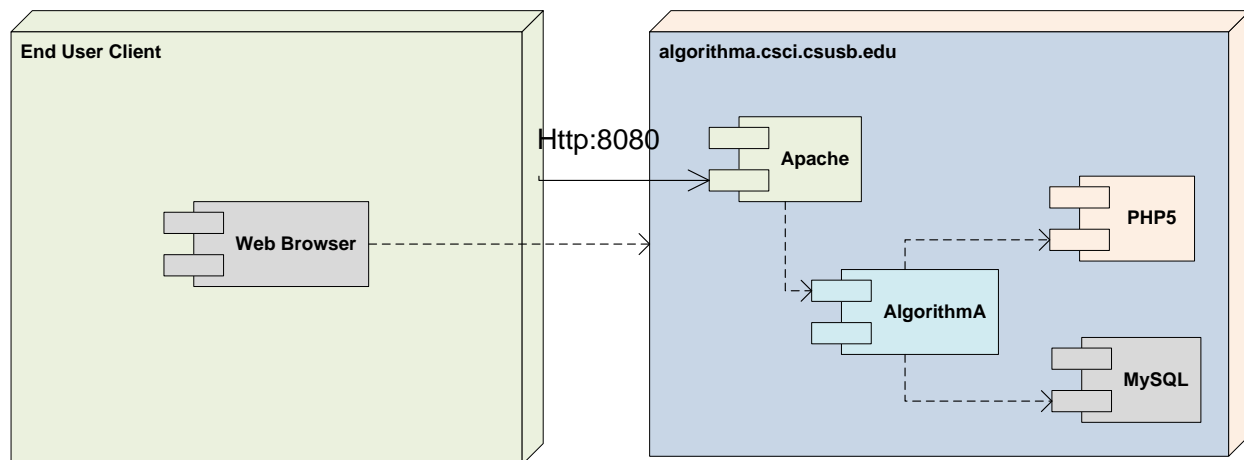 End User Client
algorithma.csci.csusb.edu
Http:8080
Apache
PHP5
Web Browser
AlgorithmA
MySQL